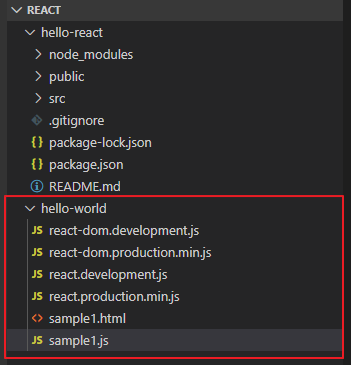 REACT
hello-react
node_modules
public
src
.gitignore
{} package-lock.json
{} package.json
README.md
hello-world
JS react-dom.development.js
JS react-dom.production.min.js
JS react.development.js
JS react.production.min.js
<> sample1.html
JS sample1.js